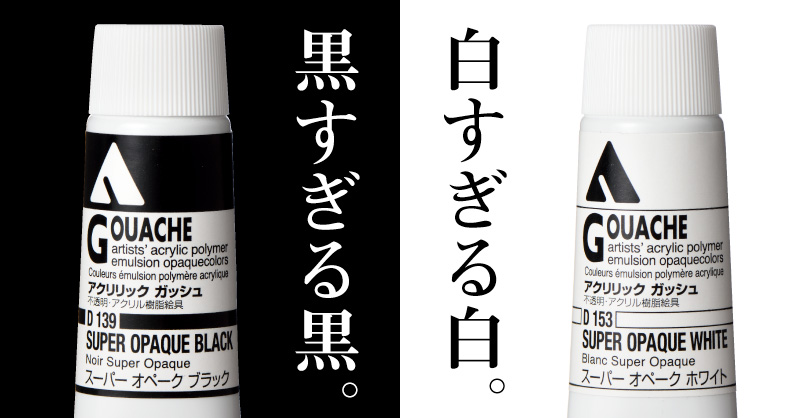 黒すぎる黒。
GOUACHE
artists' acrylic polymer
emulsion opaquecolors
Couleurs émulsion polymère acrylique
アクリリック ガッシュ
不透明・アクリル樹脂絵具
D 139
SUPER OPAQUE BLACK
Noir Super Opaque
スーパー オペーク ブラック
白すぎる白。
GOUACHE
artists' acrylic polymer
emulsion opaquecolors
Couleurs émulsion polymère acrylique
アクリリック ガッシュ
不透明・アクリル樹脂絵具
D 153
SUPER OPAQUE WHITE
Blanc Super Opaque
スーパー オペーク ホワイト